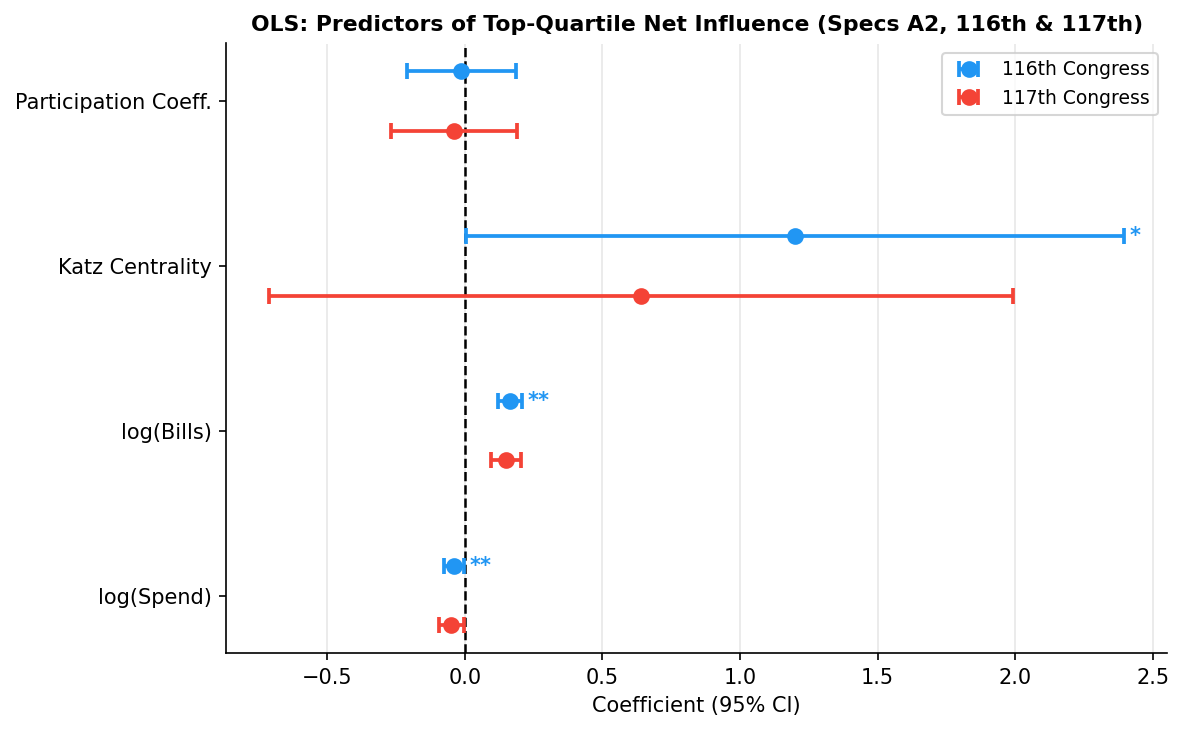 OLS: Predictors of Top-Quartile Net Influence (Specs A2, 116th & 117th)
116th Congress
117th Congress
Participation Coeff.
Katz Centrality
*
log(Bills)
**
log(Spend)
**
−0.5 0.0 0.5 1.0 1.5 2.0 2.5
Coefficient (95% CI)